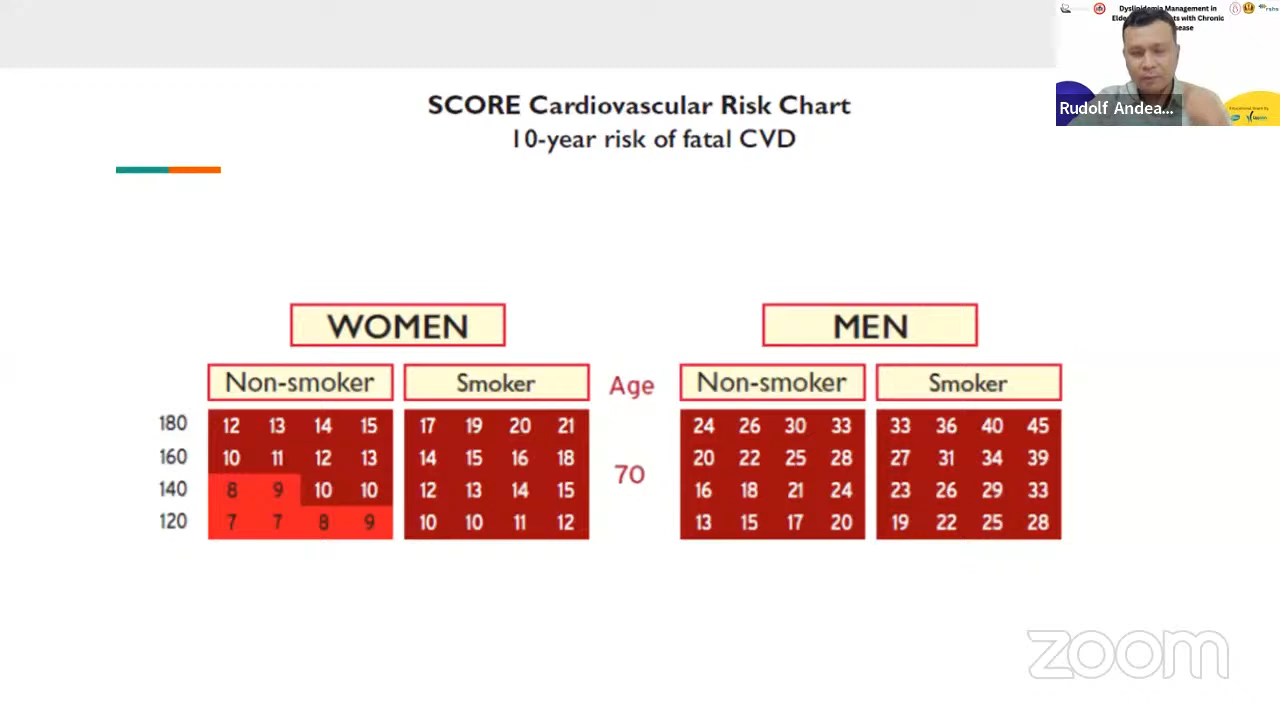 Dyslipidemia Management in
SCORE Cardiovascular Risk Chart
10-year risk of fatal CVD
Rudolf Andea...
WOMEN MEN
Non-smoker Smoker Age Non-smoker Smoker
180 12 13 14 15 17 19 20 21 24 26 30 33 33 36 40 45
160 10 11 12 13 14 15 16 18 20 22 25 28 27 31 34 39
70
140 8 9 10 10 12 13 14 15 16 18 21 24 23 26 29 33
120 7 7 8 9 10 10 11 12 13 15 17 20 19 22 25 28
zoom